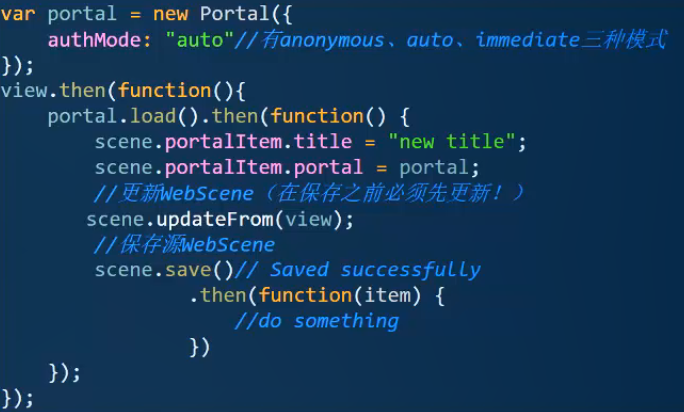 var portal = new Portal({
    authMode: "auto"//有anonymous、auto、immediate三种模式
});
view.then(function(){
    portal.load().then(function() {
        scene.portalItem.title = "new title";
        scene.portalItem.portal = portal;
        //更新WebScene（在保存之前必须先更新！）
       scene.updateFrom(view);
        //保存源WebScene
        scene.save()// Saved successfully
                .then(function(item) {
                    //do something
                })
    });
});